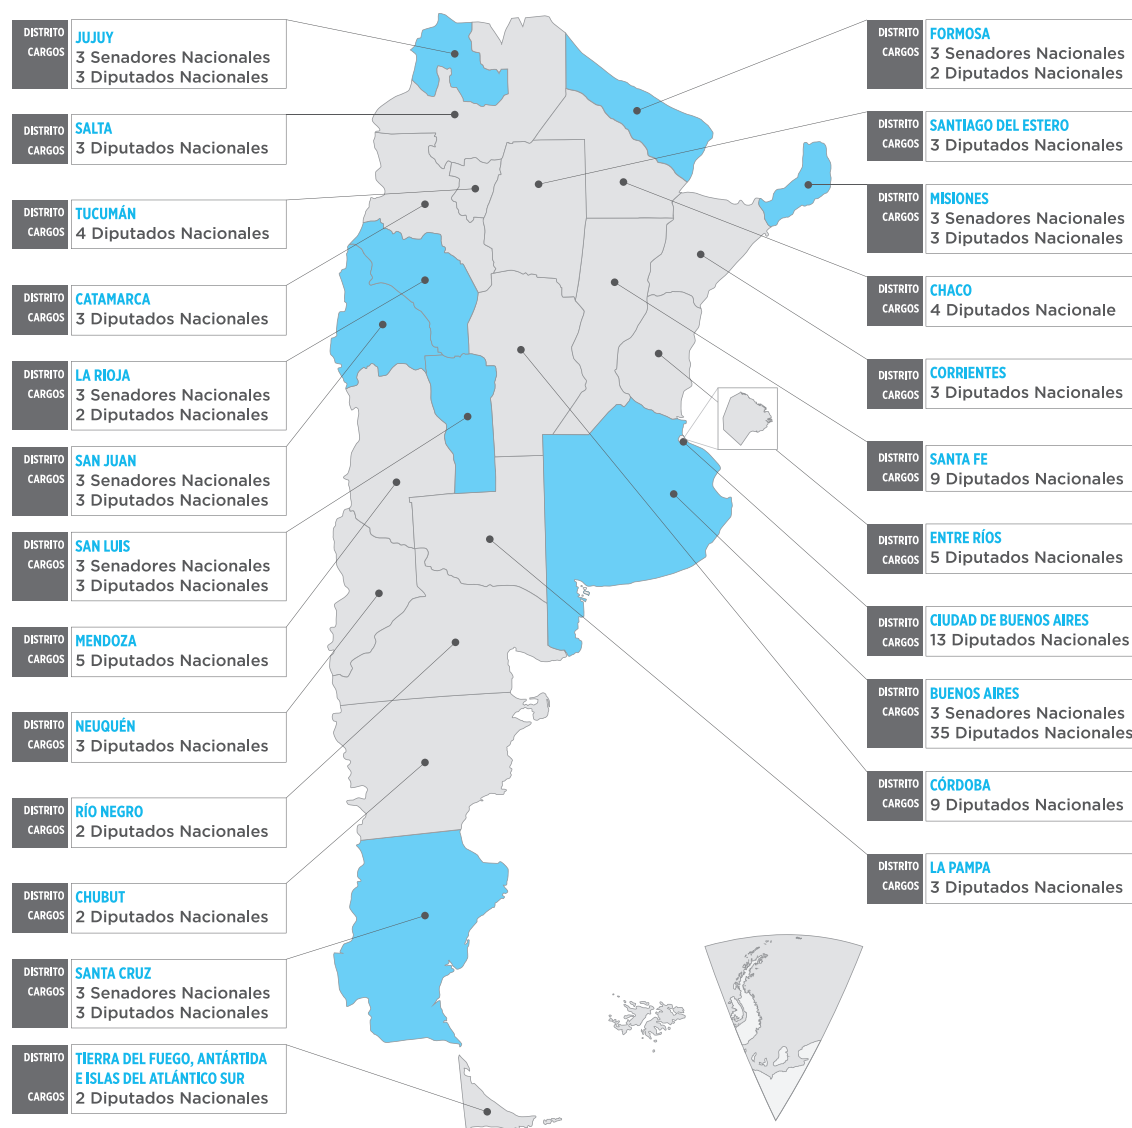 DISTRITO
CARGOS
JUJUY
3 Senadores Nacionales
3 Diputados Nacionales
DISTRITO
CARGOS
SALTA
3 Diputados Nacionales
DISTRITO
CARGOS
TUCUMÁN
4 Diputados Nacionales
DISTRITO
CARGOS
CATAMARCA
3 Diputados Nacionales
DISTRITO
CARGOS
LA RIOJA
3 Senadores Nacionales
2 Diputados Nacionales
DISTRITO
CARGOS
SAN JUAN
3 Senadores Nacionales
3 Diputados Nacionales
DISTRITO
CARGOS
SAN LUIS
3 Senadores Nacionales
3 Diputados Nacionales
DISTRITO
CARGOS
MENDOZA
5 Diputados Nacionales
DISTRITO
CARGOS
NEUQUÉN
3 Diputados Nacionales
DISTRITO
CARGOS
RÍO NEGRO
2 Diputados Nacionales
DISTRITO
CARGOS
CHUBUT
2 Diputados Nacionales
DISTRITO
CARGOS
SANTA CRUZ
3 Senadores Nacionales
3 Diputados Nacionales
DISTRITO
CARGOS
TIERRA DEL FUEGO, ANTÁRTIDA
E ISLAS DEL ATLÁNTICO SUR
2 Diputados Nacionales
DISTRITO
CARGOS
FORMOSA
3 Senadores Nacionales
2 Diputados Nacionales
DISTRITO
CARGOS
SANTIAGO DEL ESTERO
3 Diputados Nacionales
DISTRITO
CARGOS
MISIONES
3 Senadores Nacionales
3 Diputados Nacionales
DISTRITO
CARGOS
CHACO
4 Diputados Nacionale
DISTRITO
CARGOS
CORRIENTES
3 Diputados Nacionales
DISTRITO
CARGOS
SANTA FE
9 Diputados Nacionales
DISTRITO
CARGOS
ENTRE RÍOS
5 Diputados Nacionales
DISTRITO
CARGOS
CIUDAD DE BUENOS AIRES
13 Diputados Nacionales
DISTRITO
CARGOS
BUENOS AIRES
3 Senadores Nacionales
35 Diputados Nacionales
DISTRITO
CARGOS
CÓRDOBA
9 Diputados Nacionales
DISTRITO
CARGOS
LA PAMPA
3 Diputados Nacionales